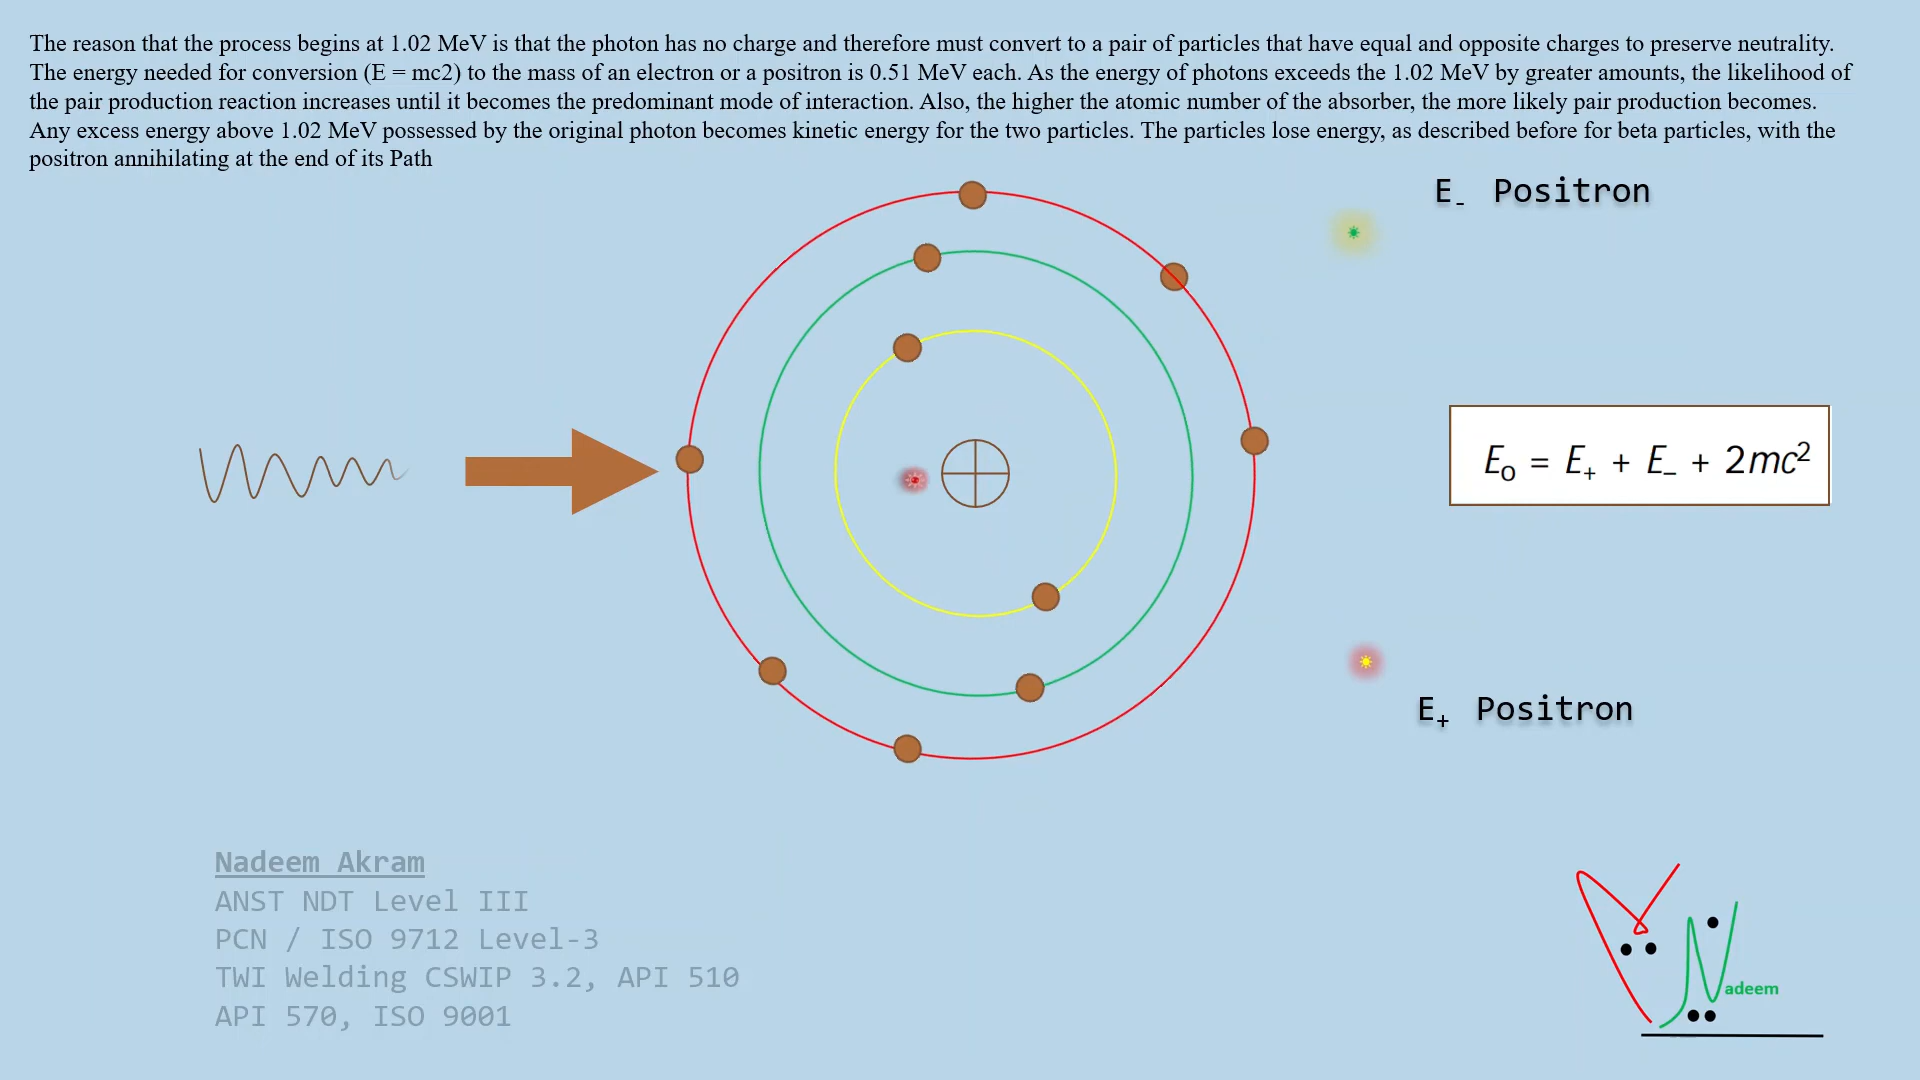 The reason that the process begins at 1.02 MeV is that the photon has no charge and therefore must convert to a pair of particles that have equal and opposite charges to preserve neutrality.
The energy needed for conversion (E = mc2) to the mass of an electron or a positron is 0.51 MeV each. As the energy of photons exceeds the 1.02 MeV by greater amounts, the likelihood of
the pair production reaction increases until it becomes the predominant mode of interaction. Also, the higher the atomic number of the absorber, the more likely pair production becomes.
Any excess energy above 1.02 MeV possessed by the original photon becomes kinetic energy for the two particles. The particles lose energy, as described before for beta particles, with the
positron annihilating at the end of its Path
E₋ Positron
E₀ = E₊ + E₋ + 2mc²
E₊ Positron
Nadeem Akram
ANST NDT Level III
PCN / ISO 9712 Level-3
TWI Welding CSWIP 3.2, API 510
API 570, ISO 9001
Nadeem